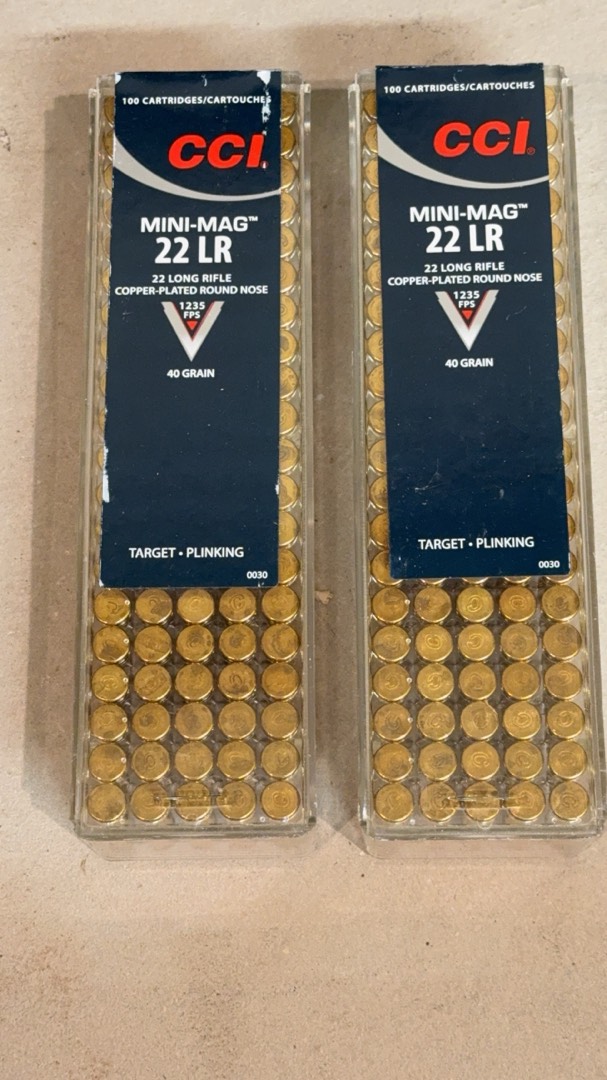 100 CARTRIDGES/CARTOUCHES
CCI
MINI-MAG™
22 LR
22 LONG RIFLE
COPPER-PLATED ROUND NOSE
1235
FPS
40 GRAIN
TARGET • PLINKING
0030
100 CARTRIDGES/CARTOUCHES
CCI®
MINI-MAG™
22 LR
22 LONG RIFLE
COPPER-PLATED ROUND NOSE
1235
FPS
40 GRAIN
TARGET • PLINKING
0030